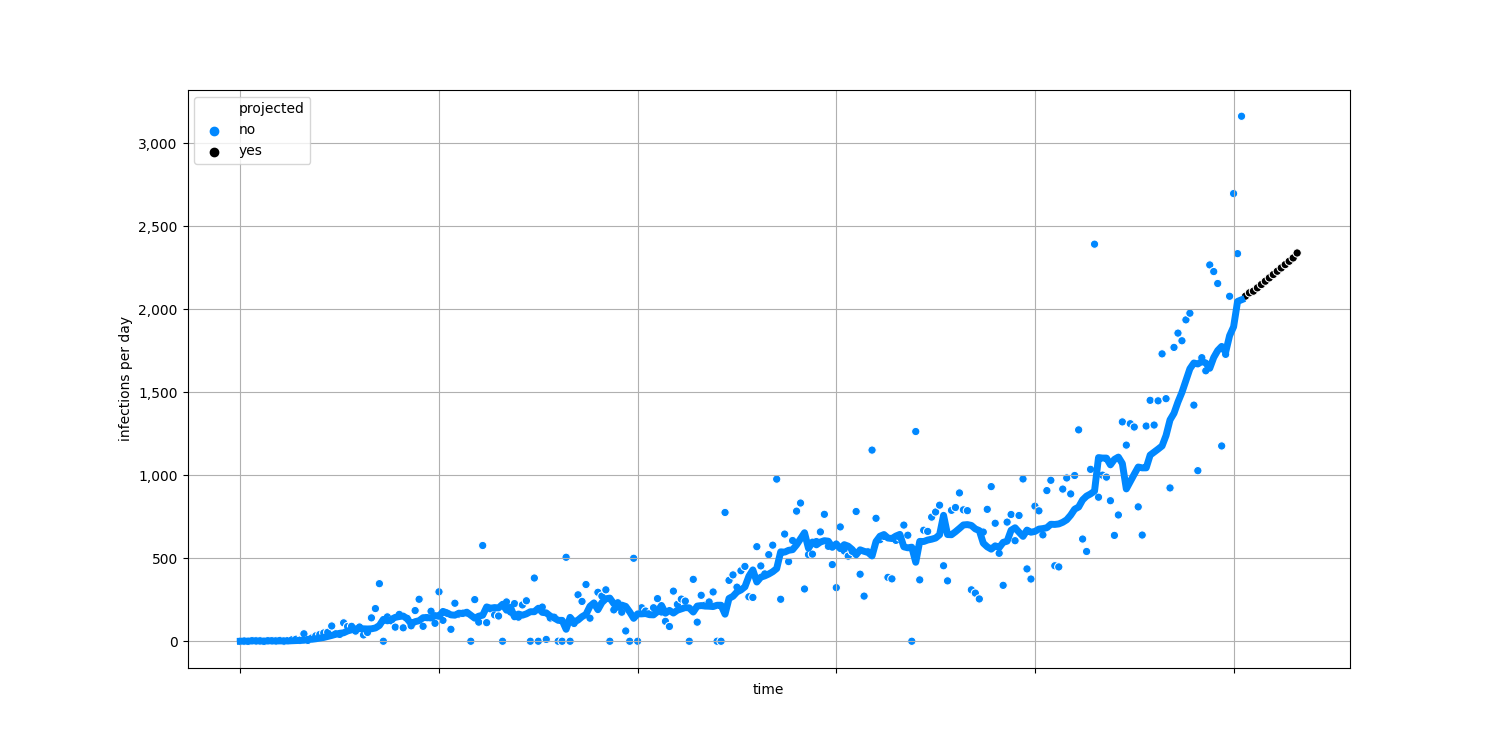 projected
no
yes
3,000
2,500
2,000
1,500
1,000
500
0
infections per day
time